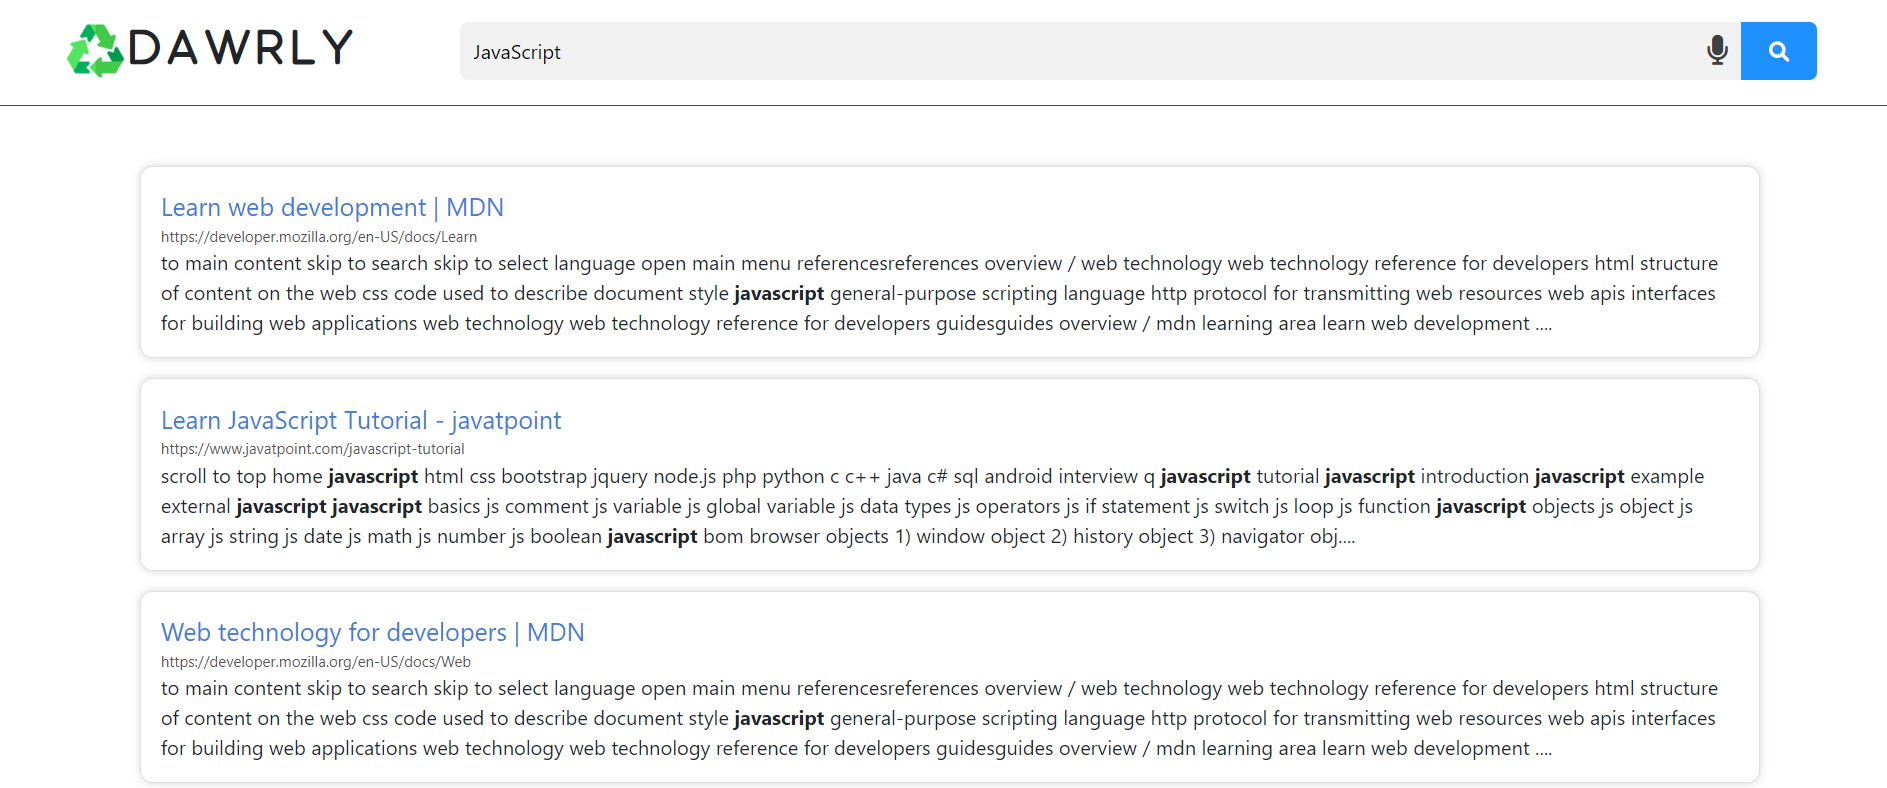 DAWRLY
JavaScript
Learn web development | MDN
https://developer.mozilla.org/en-US/docs/Learn
to main content skip to search skip to select language open main menu referencesreferences overview / web technology web technology reference for developers html structure
of content on the web css code used to describe document style javascript general-purpose scripting language http protocol for transmitting web resources web apis interfaces
for building web applications web technology web technology reference for developers guidesguides overview / mdn learning area learn web development ....
Learn JavaScript Tutorial - javatpoint
https://www.javatpoint.com/javascript-tutorial
scroll to top home javascript html css bootstrap jquery node.js php python c c++ java c# sql android interview q javascript tutorial javascript introduction javascript example
external javascript javascript basics js comment js variable js global variable js data types js operators js if statement js switch js loop js function javascript objects js object js
array js string js date js math js number js boolean javascript bom browser objects 1) window object 2) history object 3) navigator obj....
Web technology for developers | MDN
https://developer.mozilla.org/en-US/docs/Web
to main content skip to search skip to select language open main menu referencesreferences overview / web technology web technology reference for developers html structure
of content on the web css code used to describe document style javascript general-purpose scripting language http protocol for transmitting web resources web apis interfaces
for building web applications web technology web technology reference for developers guidesguides overview / mdn learning area learn web development ....